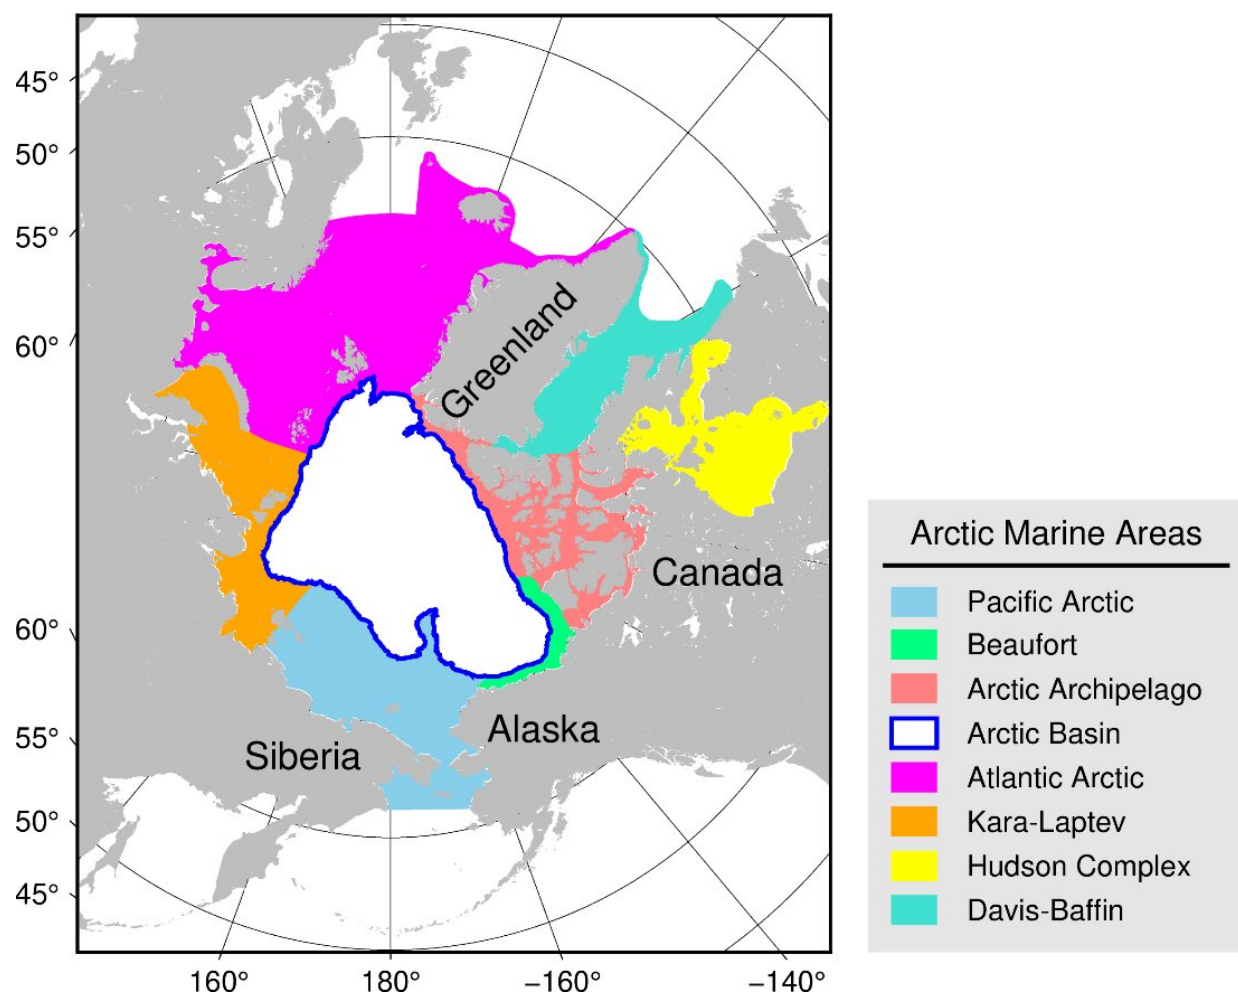 45°
50°
55°
60°
60°
55°
50°
45°
160°
180°
−160°
−140°
Greenland
Canada
Alaska
Siberia
Arctic Marine Areas
Pacific Arctic
Beaufort
Arctic Archipelago
Arctic Basin
Atlantic Arctic
Kara-Laptev
Hudson Complex
Davis-Baffin